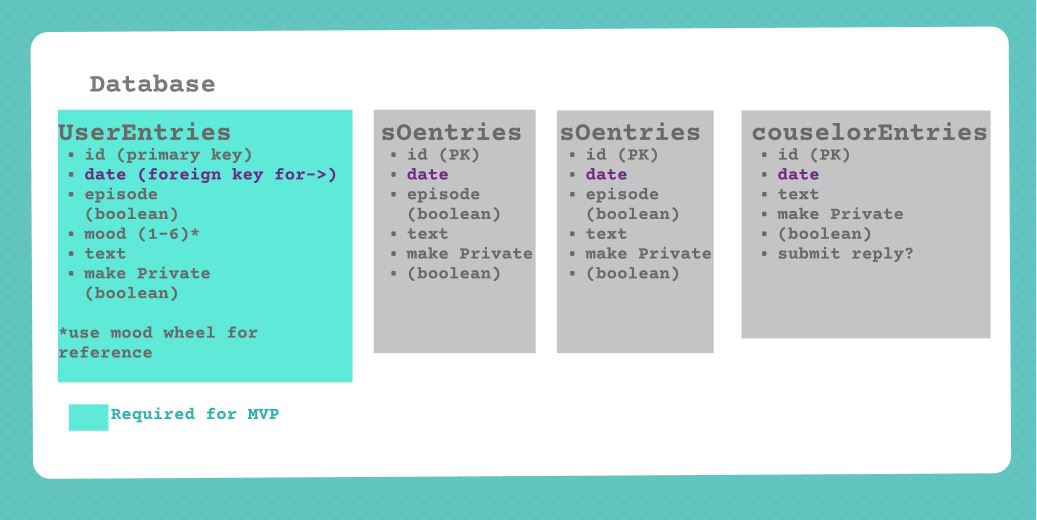 Database
UserEntries
• id (primary key)
• date (foreign key for->)
• episode
(boolean)
• mood (1-6)*
• text
• make Private
(boolean)
*use mood wheel for
reference
sOentries
• id (PK)
• date
• episode
(boolean)
• text
• make Private
• (boolean)
sOentries
• id (PK)
• date
• episode
(boolean)
• text
• make Private
• (boolean)
couselorEntries
• id (PK)
• date
• text
• make Private
• (boolean)
• submit reply?
Required for MVP